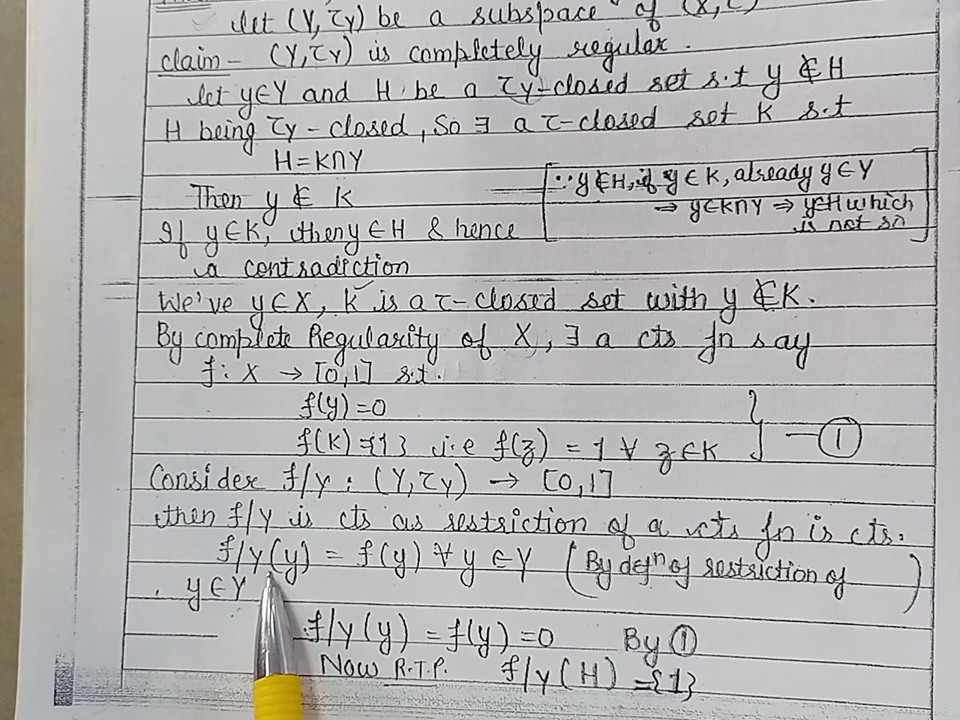 Let (Y, τy) be a subspace of (X, τ)
claim - (Y, τy) is completely regular.
Let y∈Y and H be a τy-closed set s.t y ∉ H
H being τy - closed, So ∃ a τ-closed set K s.t
H = K∩Y
Then y ∉ K
[∵ y∉H, if y ∈ K, already y ∈ Y
⇒ y∈K∩Y ⇒ y∈H which
is not so]
If y∈K, then y∈H & hence
a contradiction
We've y∈X, K is a τ-closed set with y ∉ K.
By complete Regularity of X, ∃ a cts fn say
f: X → [0,1] s.t.
f(y)=0
f(K)={1} i.e f(z) = 1 ∀ z∈K } — ①
Consider f/Y : (Y, τy) → [0,1]
then f/Y is cts as restriction of a cts fn is cts.
f/Y(y) = f(y) ∀ y ∈ Y (By defⁿ of restriction of)
y ∈ Y
f/Y(y) = f(y) = 0 By ①
Now R.T.P. f/Y(H) = {1}